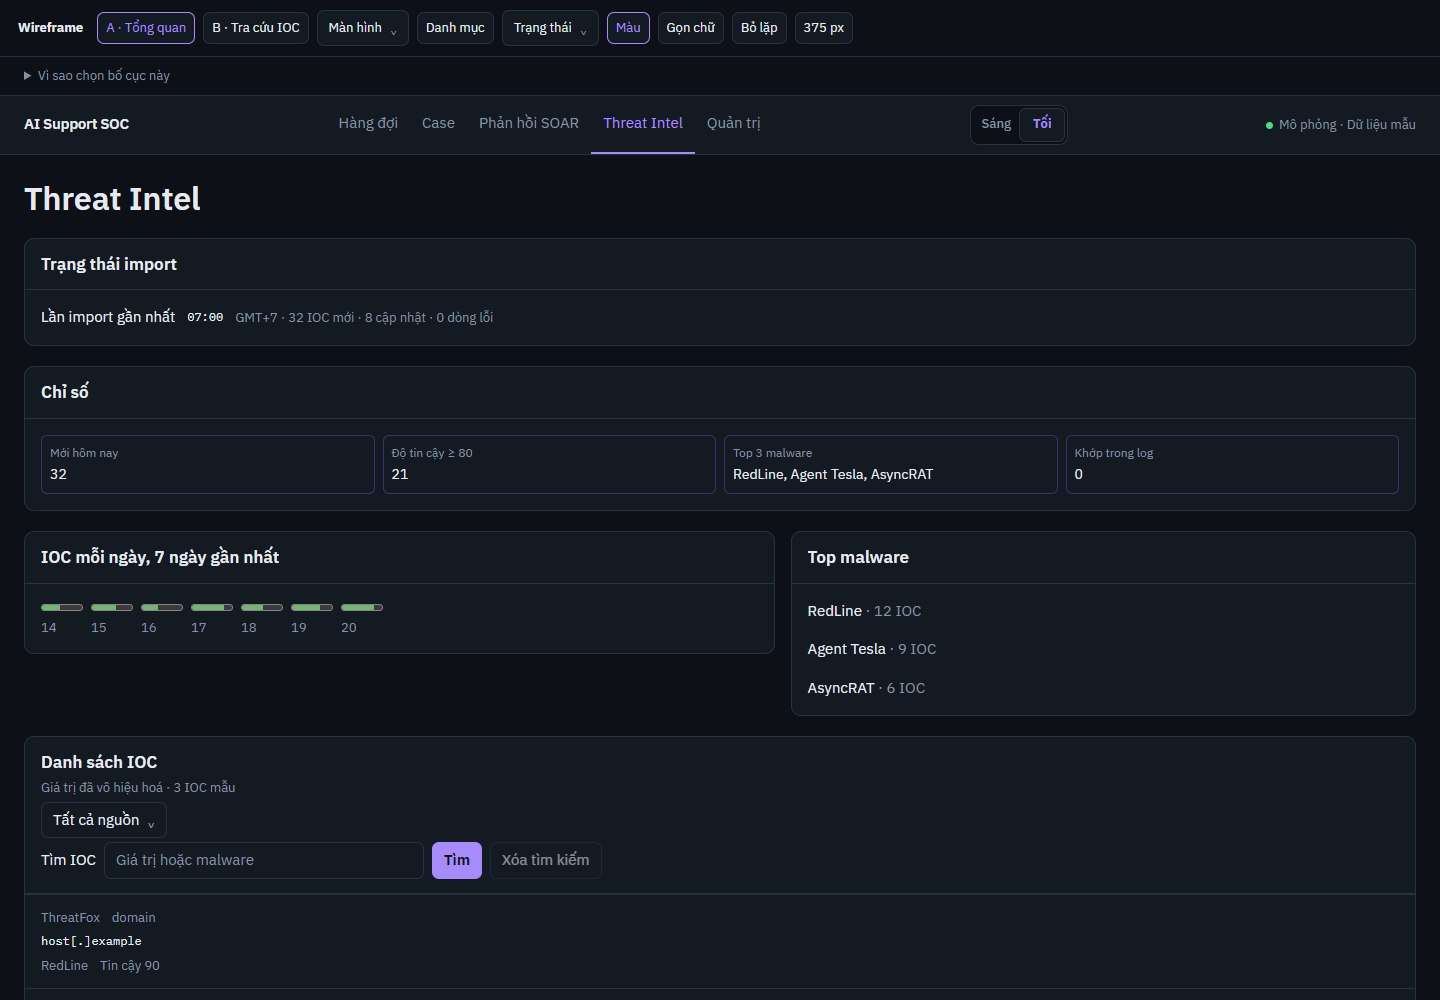 Wireframe A · Tổng quan B · Tra cứu IOC Màn hình Danh mục Trạng thái Màu Gọn chữ Bỏ lặp 375 px
Vì sao chọn bố cục này
AI Support SOC Hàng đợi Case Phản hồi SOAR Threat Intel Quản trị Sáng Tối Mô phỏng · Dữ liệu mẫu
Threat Intel
Trạng thái import
Lần import gần nhất 07:00 GMT+7 · 32 IOC mới · 8 cập nhật · 0 dòng lỗi
Chỉ số
Mới hôm nay
32
Độ tin cậy ≥ 80
21
Top 3 malware
RedLine, Agent Tesla, AsyncRAT
Khớp trong log
0
IOC mỗi ngày, 7 ngày gần nhất
14 15 16 17 18 19 20
Top malware
RedLine · 12 IOC
Agent Tesla · 9 IOC
AsyncRAT · 6 IOC
Danh sách IOC
Giá trị đã vô hiệu hoá · 3 IOC mẫu
Tất cả nguồn
Tìm IOC Giá trị hoặc malware Tìm Xóa tìm kiếm
ThreatFox domain
host[.]example
RedLine Tin cậy 90